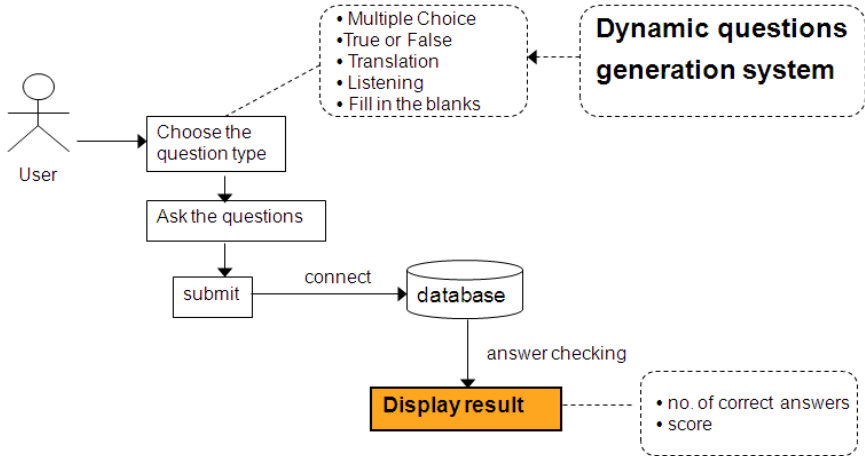 • Multiple Choice
•True or False
• Translation
• Listening
• Fill in the blanks
Dynamic questions
generation system
User
Choose the
question type
Ask the questions
submit
connect
database
answer checking
Display result
• no. of correct answers
• score